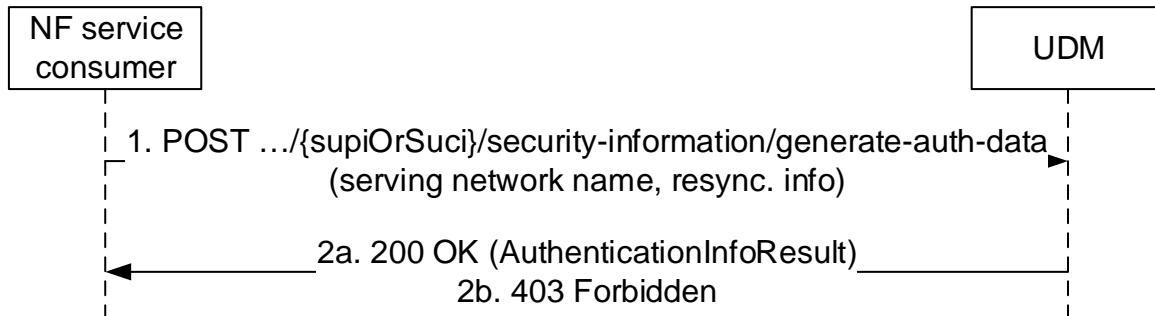 NF service
consumer
UDM
1. POST …/{supiOrSuci}/security-information/generate-auth-data
(serving network name, resync. info)
2a. 200 OK (AuthenticationInfoResult)
2b. 403 Forbidden